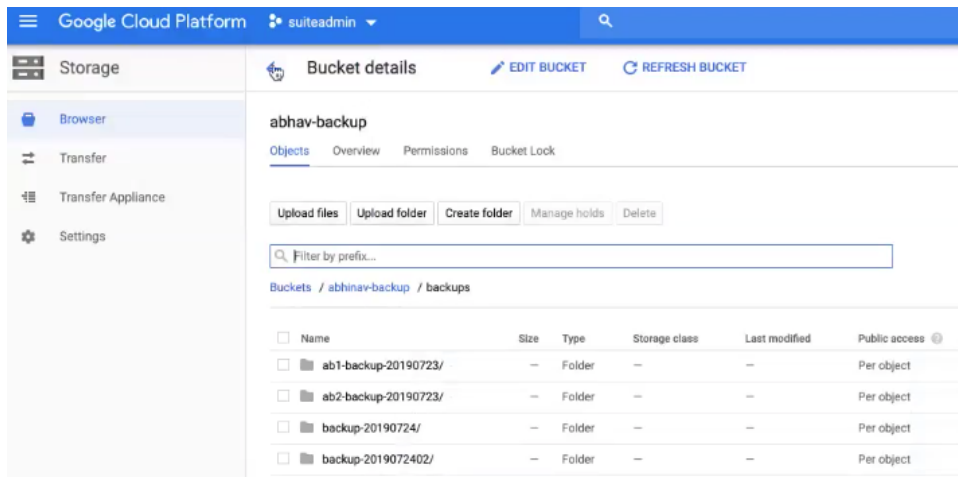 Google Cloud Platform suiteadmin
Storage
Bucket details EDIT BUCKET REFRESH BUCKET
Browser
Transfer
Transfer Appliance
Settings
abhav-backup
Objects Overview Permissions Bucket Lock
Upload files Upload folder Create folder Manage holds Delete
Filter by prefix...
Buckets / abhinav-backup / backups
Name Size Type Storage class Last modified Public access
ab1-backup-20190723/ — Folder — — Per object
ab2-backup-20190723/ — Folder — — Per object
backup-20190724/ — Folder — — Per object
backup-2019072402/ — Folder — — Per object